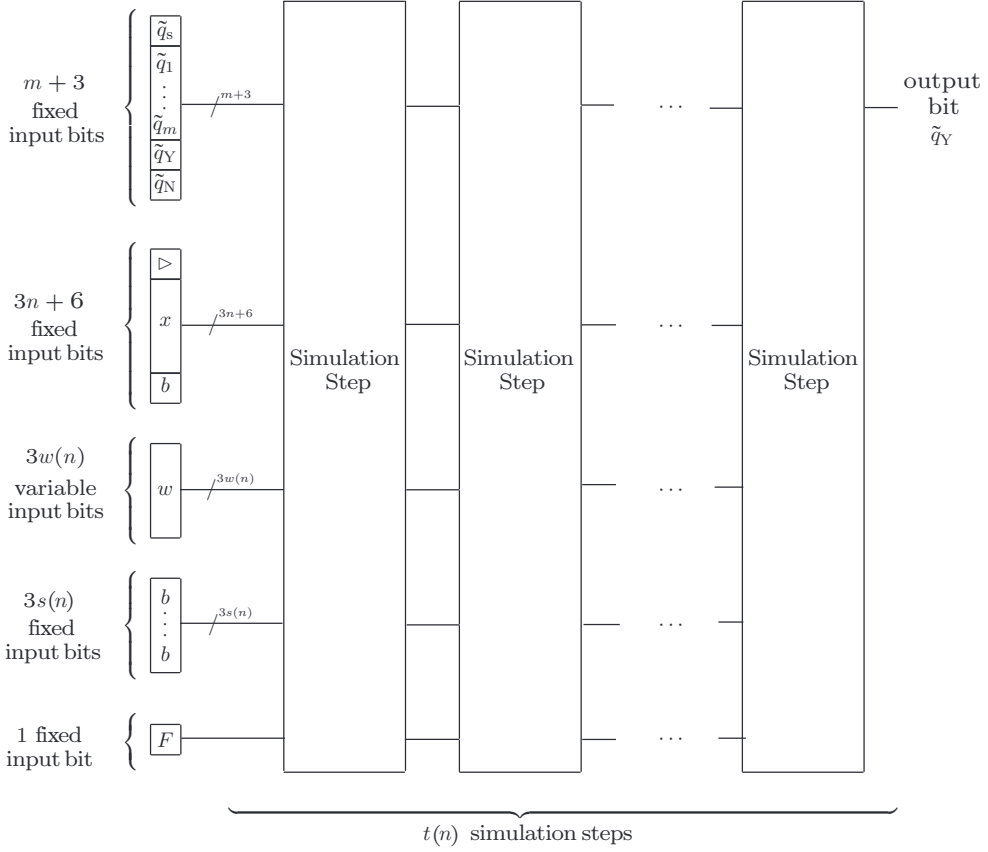 m + 3
fixed
input bits
q̃s
q̃1
⋮
q̃m
q̃Y
q̃N
m+3
· · ·
output
bit
q̃Y
3n + 6
fixed
input bits
▷
x
b
3n+6
· · ·
Simulation
Step
Simulation
Step
Simulation
Step
3w(n)
variable
input bits
w
3w(n)
· · ·
3s(n)
fixed
input bits
b
⋮
b
3s(n)
· · ·
1 fixed
input bit
F
· · ·
t(n) simulation steps